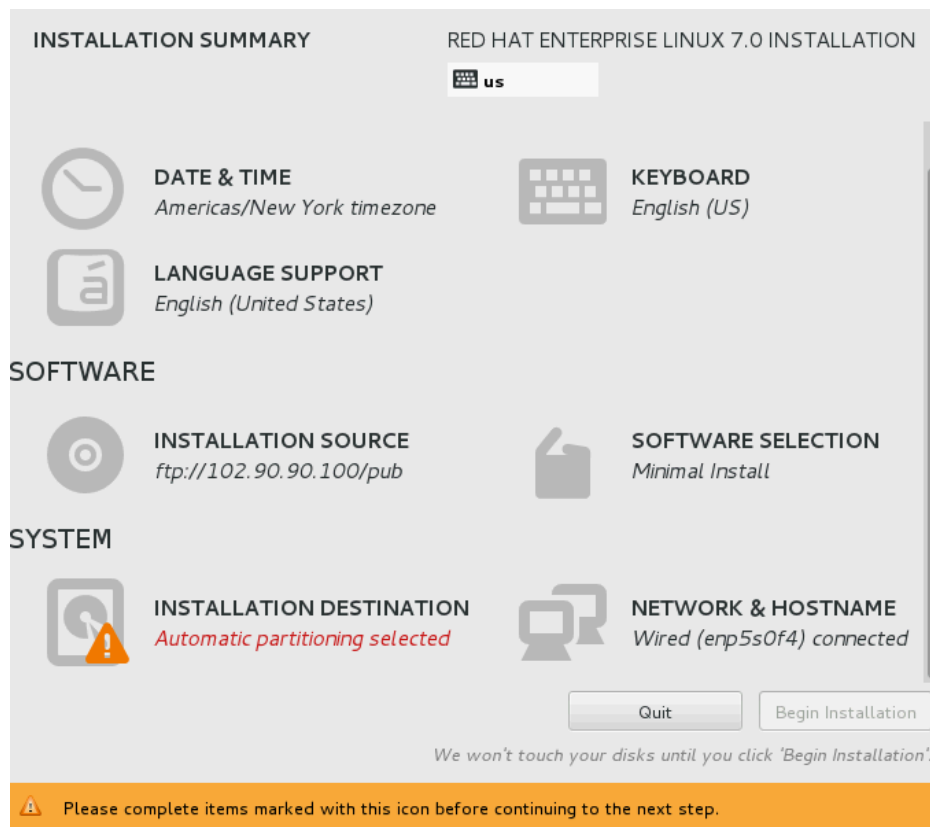 INSTALLATION SUMMARY
RED HAT ENTERPRISE LINUX 7.0 INSTALLATION
us
DATE & TIME
Americas/New York timezone
KEYBOARD
English (US)
á
LANGUAGE SUPPORT
English (United States)
SOFTWARE
INSTALLATION SOURCE
ftp://102.90.90.100/pub
SOFTWARE SELECTION
Minimal Install
SYSTEM
INSTALLATION DESTINATION
Automatic partitioning selected
NETWORK & HOSTNAME
Wired (enp5s0f4) connected
Quit
Begin Installation
We won't touch your disks until you click 'Begin Installation'.
Please complete items marked with this icon before continuing to the next step.